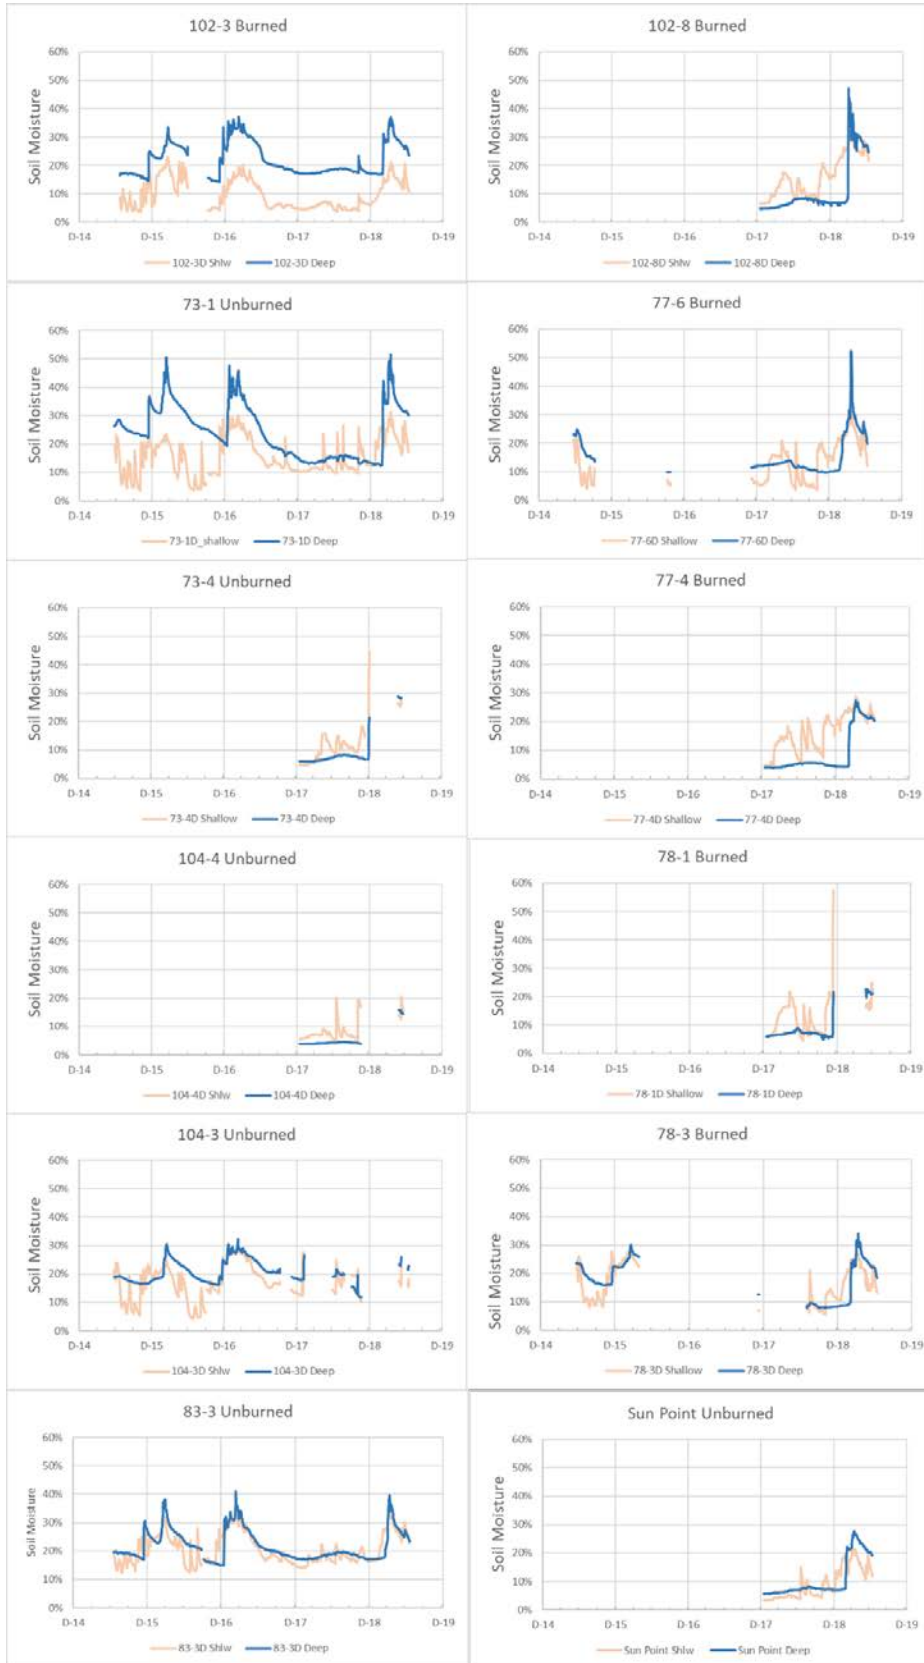 102-3 Burned
Soil Moisture
60%
50%
40%
30%
20%
10%
0%
D-14 D-15 D-16 D-17 D-18 D-19
102-3D Shlw 102-3D Deep
102-8 Burned
Soil Moisture
60%
50%
40%
30%
20%
10%
0%
D-14 D-15 D-16 D-17 D-18 D-19
102-8D Shlw 102-8D Deep
73-1 Unburned
Soil Moisture
60%
50%
40%
30%
20%
10%
0%
D-14 D-15 D-16 D-17 D-18 D-19
73-1D_shallow 73-1D Deep
77-6 Burned
Soil Moisture
60%
50%
40%
30%
20%
10%
0%
D-14 D-15 D-16 D-17 D-18 D-19
77-6D Shallow 77-6D Deep
73-4 Unburned
Soil Moisture
60%
50%
40%
30%
20%
10%
0%
D-14 D-15 D-16 D-17 D-18 D-19
73-4D Shallow 73-4D Deep
77-4 Burned
Soil Moisture
60%
50%
40%
30%
20%
10%
0%
D-14 D-15 D-16 D-17 D-18 D-19
77-4D Shallow 77-4D Deep
104-4 Unburned
Soil Moisture
60%
50%
40%
30%
20%
10%
0%
D-14 D-15 D-16 D-17 D-18 D-19
104-4D Shlw 104-4D Deep
78-1 Burned
Soil Moisture
60%
50%
40%
30%
20%
10%
0%
D-14 D-15 D-16 D-17 D-18 D-19
78-1D Shallow 78-1D Deep
104-3 Unburned
Soil Moisture
60%
50%
40%
30%
20%
10%
0%
D-14 D-15 D-16 D-17 D-18 D-19
104-3D Shlw 104-3D Deep
78-3 Burned
Soil Moisture
60%
50%
40%
30%
20%
10%
0%
D-14 D-15 D-16 D-17 D-18 D-19
78-3D Shallow 78-3D Deep
83-3 Unburned
Soil Moisture
60%
50%
40%
30%
20%
10%
0%
D-14 D-15 D-16 D-17 D-18 D-19
83-3D Shlw 83-3D Deep
Sun Point Unburned
Soil Moisture
60%
50%
40%
30%
20%
10%
0%
D-14 D-15 D-16 D-17 D-18 D-19
Sun Point Shlw Sun Point Deep